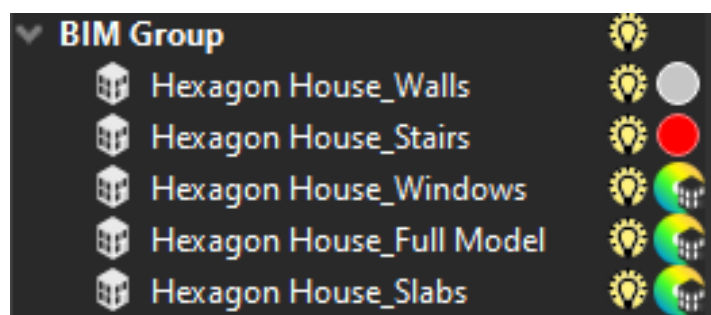 BIM Group
Hexagon House_Walls
Hexagon House_Stairs
Hexagon House_Windows
Hexagon House_Full Model
Hexagon House_Slabs